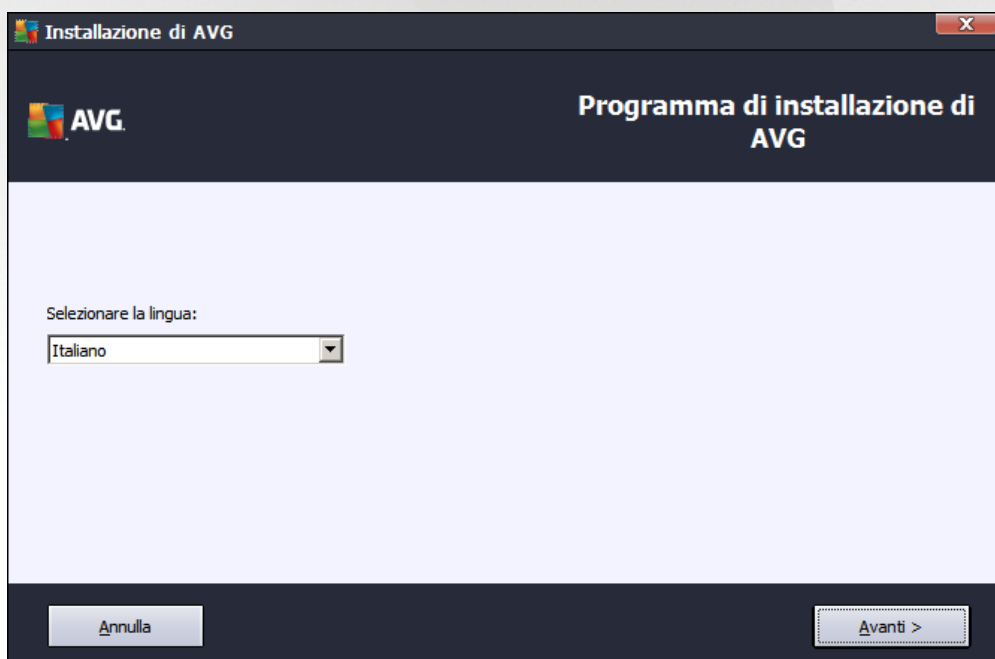 Installazione di AVG
X
AVG.
Programma di installazione di
AVG
Selezionare la lingua:
Italiano
Annulla
Avanti >